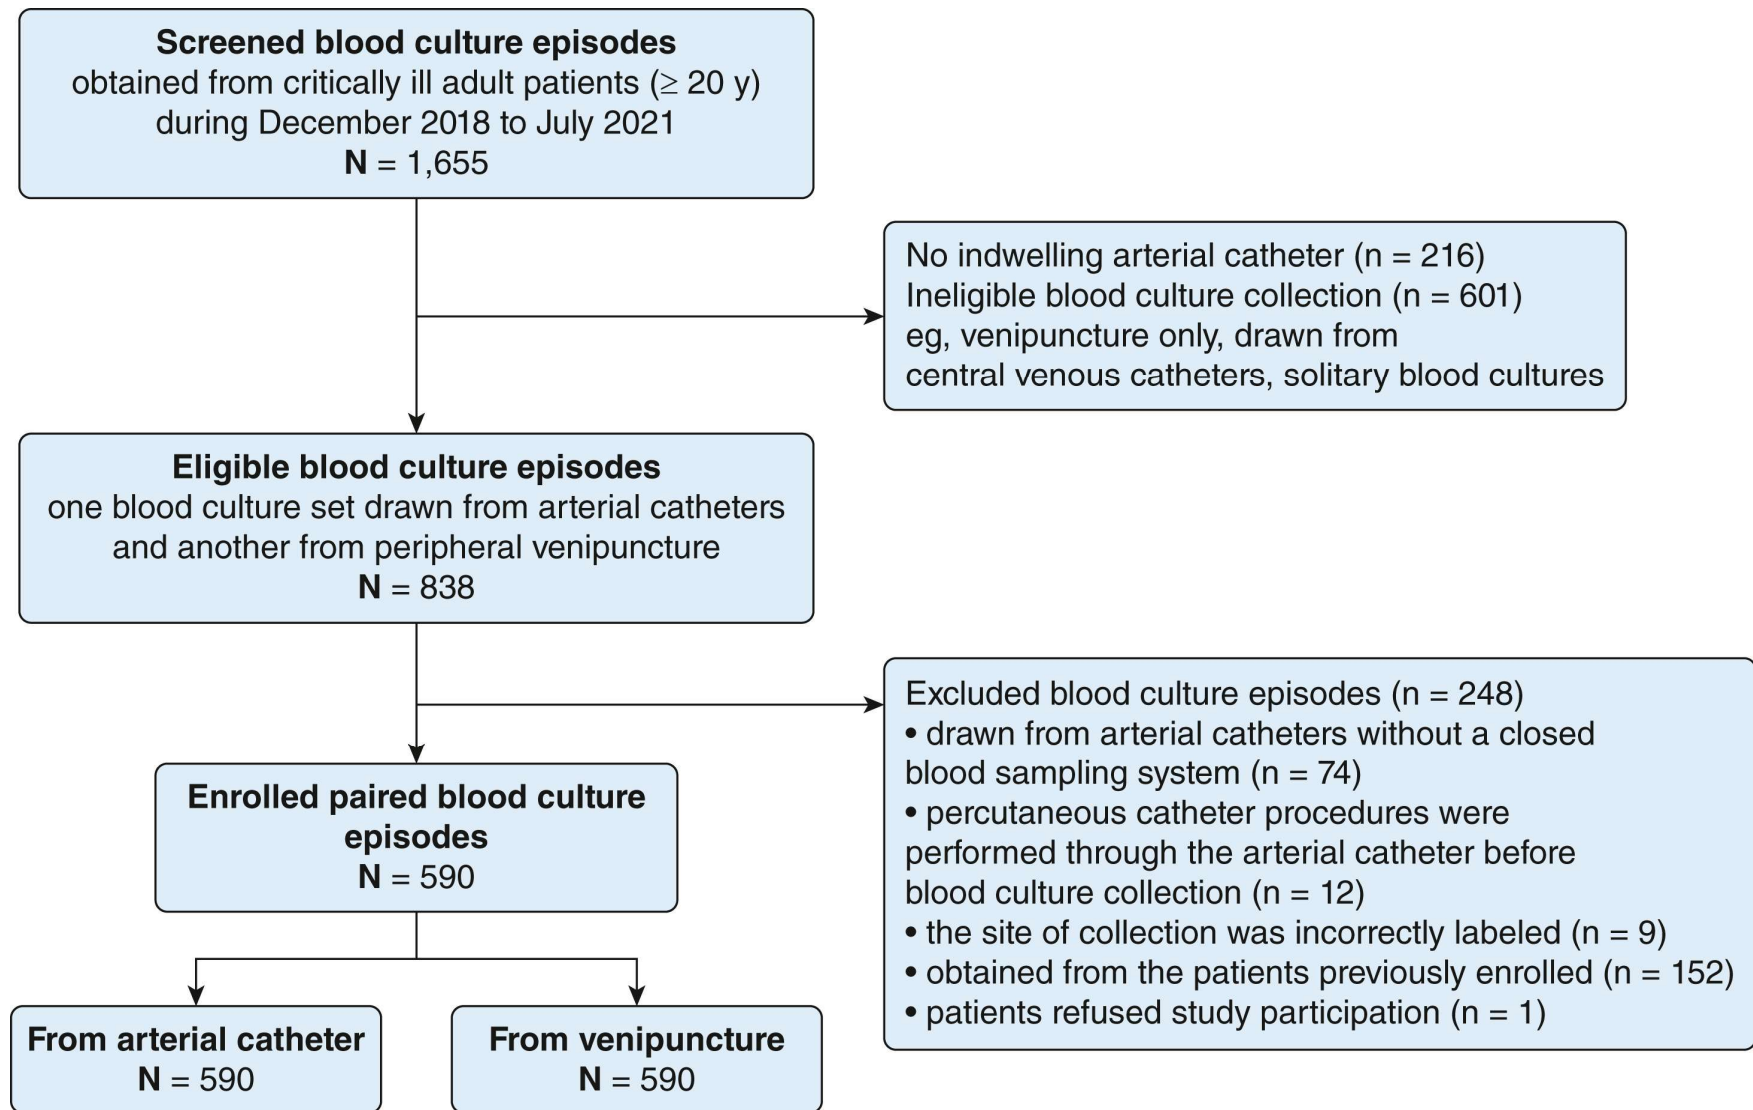 Screened blood culture episodes
obtained from critically ill adult patients (≥ 20 y)
during December 2018 to July 2021
N = 1,655
No indwelling arterial catheter (n = 216)
Ineligible blood culture collection (n = 601)
eg, venipuncture only, drawn from
central venous catheters, solitary blood cultures
Eligible blood culture episodes
one blood culture set drawn from arterial catheters
and another from peripheral venipuncture
N = 838
Excluded blood culture episodes (n = 248)
• drawn from arterial catheters without a closed
blood sampling system (n = 74)
• percutaneous catheter procedures were
performed through the arterial catheter before
blood culture collection (n = 12)
• the site of collection was incorrectly labeled (n = 9)
• obtained from the patients previously enrolled (n = 152)
• patients refused study participation (n = 1)
Enrolled paired blood culture
episodes
N = 590
From arterial catheter
N = 590
From venipuncture
N = 590